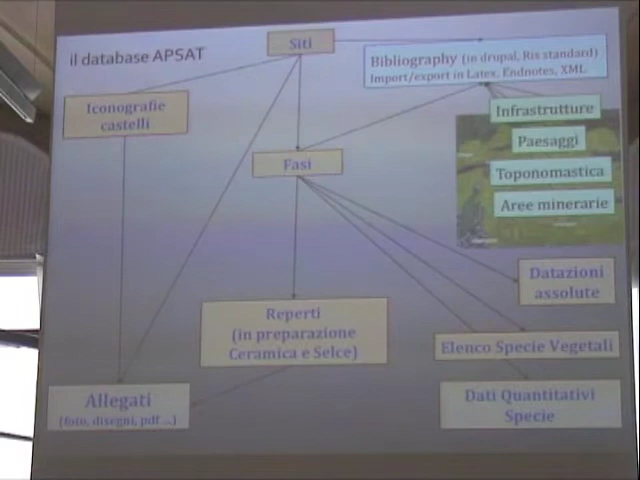 il database APSAT
Siti
Bibliography (in drupal, Ris standard)
Import/export in Latex, Endnotes, XML
Iconografie
castelli
Infrastrutture
Paesaggi
Fasi
Toponomastica
Aree minerarie
Datazioni
assolute
Reperti
(in preparazione
Ceramica e Selce)
Elenco Specie Vegetali
Allegati
(foto, disegni, pdf ...)
Dati Quantitativi
Specie